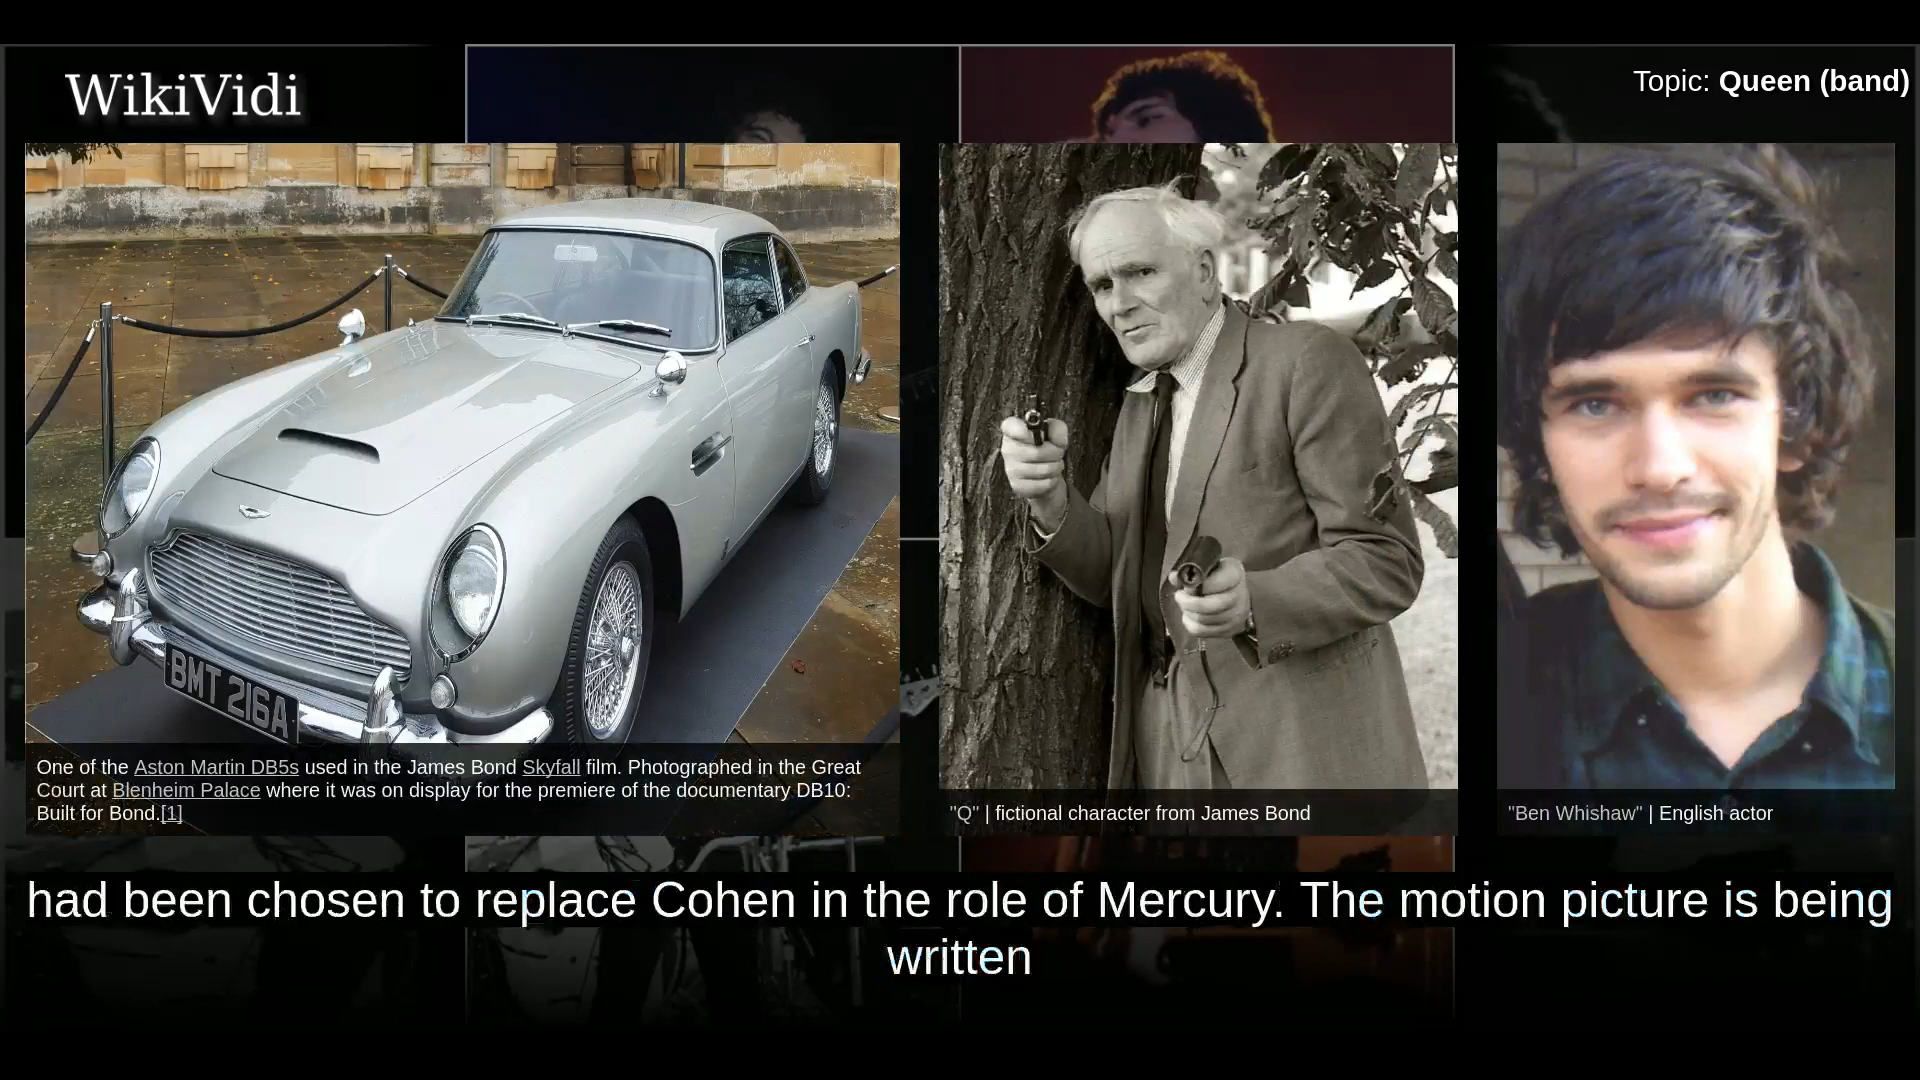 WikiVidi
Topic: Queen (band)
BMT 216A
One of the Aston Martin DB5s used in the James Bond Skyfall film. Photographed in the Great
Court at Blenheim Palace where it was on display for the premiere of the documentary DB10:
Built for Bond.[1]
"Q" | fictional character from James Bond
"Ben Whishaw" | English actor
had been chosen to replace Cohen in the role of Mercury. The motion picture is being
written